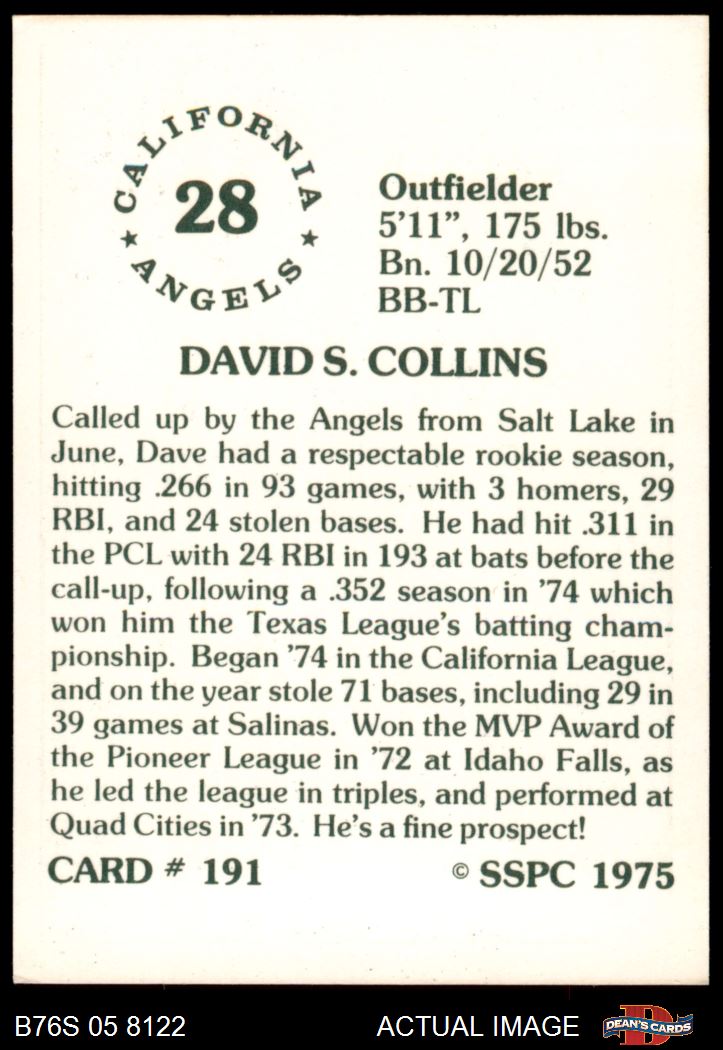 CALIFORNIA
28
★ ANGELS ★
Outfielder
5'11", 175 lbs.
Bn. 10/20/52
BB-TL
DAVID S. COLLINS
Called up by the Angels from Salt Lake in
June, Dave had a respectable rookie season,
hitting .266 in 93 games, with 3 homers, 29
RBI, and 24 stolen bases. He had hit .311 in
the PCL with 24 RBI in 193 at bats before the
call-up, following a .352 season in '74 which
won him the Texas League's batting cham-
pionship. Began '74 in the California League,
and on the year stole 71 bases, including 29 in
39 games at Salinas. Won the MVP Award of
the Pioneer League in '72 at Idaho Falls, as
he led the league in triples, and performed at
Quad Cities in '73. He's a fine prospect!
CARD # 191 © SSPC 1975
B76S 05 8122 ACTUAL IMAGE D DEAN'S CARDS